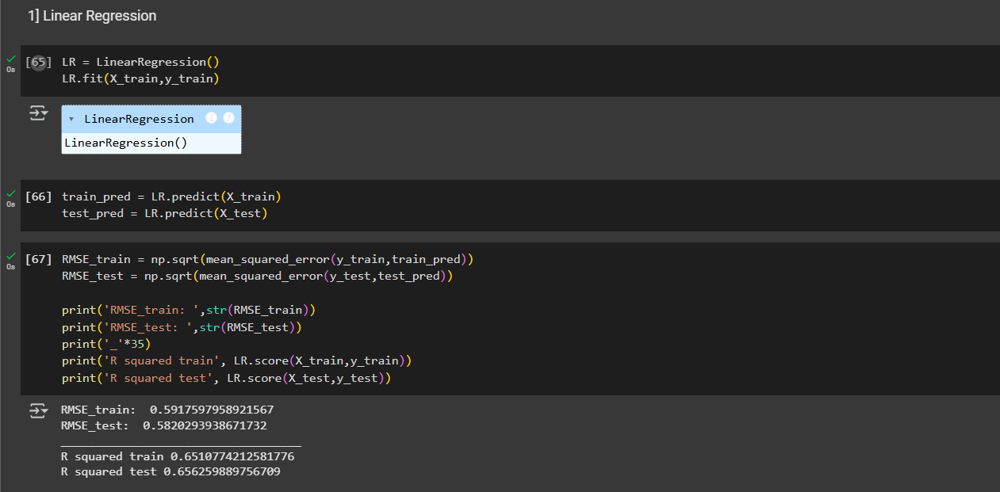 1] Linear Regression
[65] LR = LinearRegression()
0s
LR.fit(X_train,y_train)
LinearRegression i ?
LinearRegression()
[66] train_pred = LR.predict(X_train)
0s
test_pred = LR.predict(X_test)
[67] RMSE_train = np.sqrt(mean_squared_error(y_train,train_pred))
0s
RMSE_test = np.sqrt(mean_squared_error(y_test,test_pred))
print('RMSE_train: ',str(RMSE_train))
print('RMSE_test: ',str(RMSE_test))
print('_'*35)
print('R squared train', LR.score(X_train,y_train))
print('R squared test', LR.score(X_test,y_test))
RMSE_train:  0.5917597958921567
RMSE_test:  0.5820293938671732
___________________________________
R squared train 0.6510774212581776
R squared test 0.656259889756709